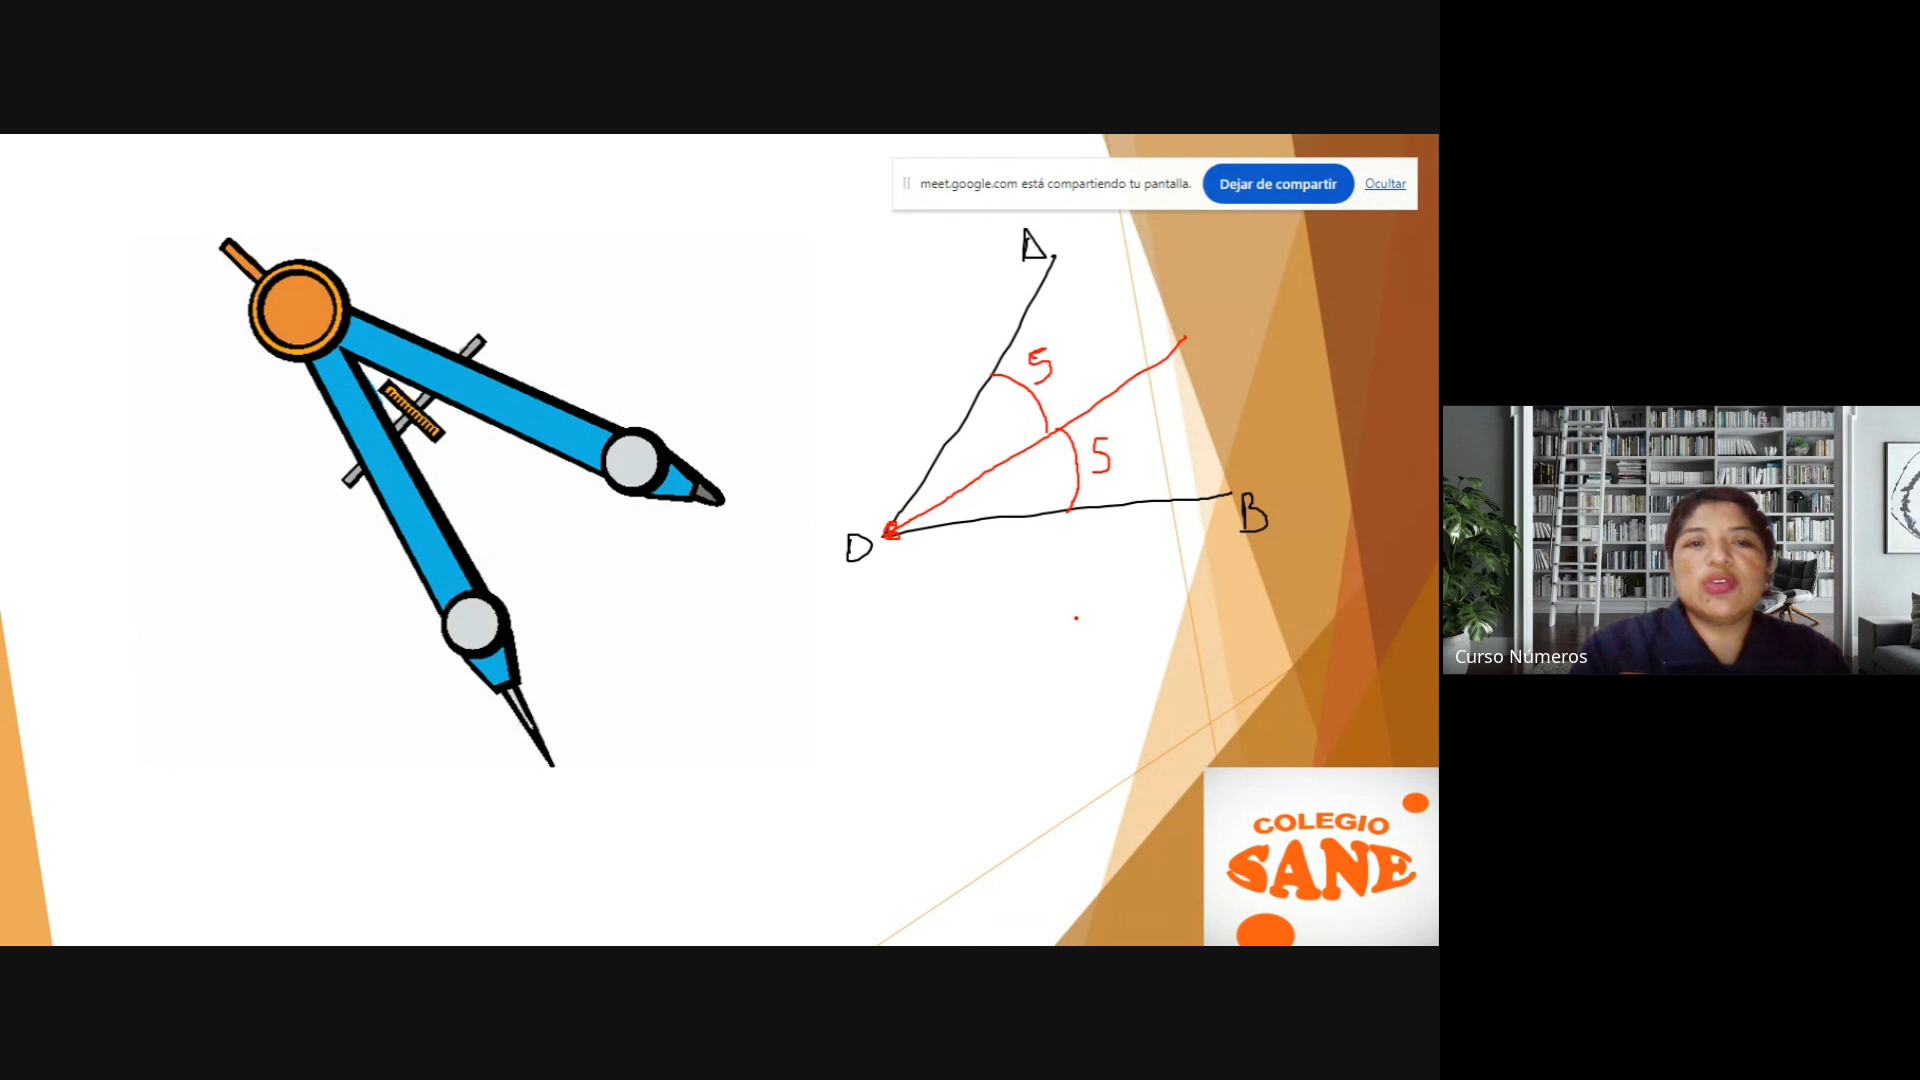 meet.google.com está compartiendo tu pantalla.
Dejar de compartir
Ocultar
A
5
5
B
D
Curso Números
COLEGIO
SANE